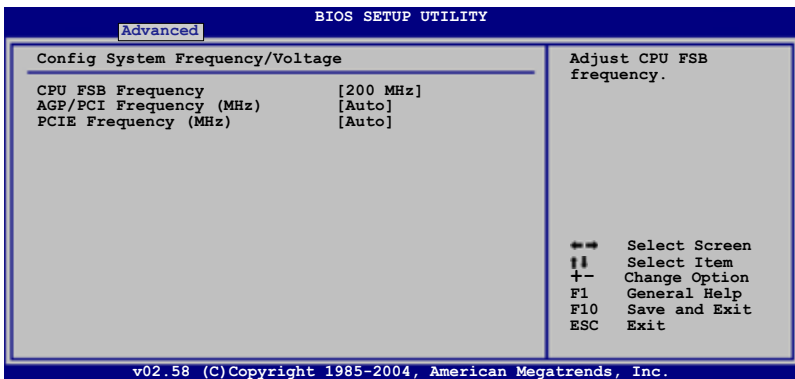 BIOS SETUP UTILITY
Advanced
Config System Frequency/Voltage
CPU FSB Frequency [200 MHz]
AGP/PCI Frequency (MHz) [Auto]
PCIE Frequency (MHz) [Auto]
Adjust CPU FSB
frequency.
←→ Select Screen
↑↓ Select Item
+- Change Option
F1 General Help
F10 Save and Exit
ESC Exit
v02.58 (C)Copyright 1985-2004, American Megatrends, Inc.